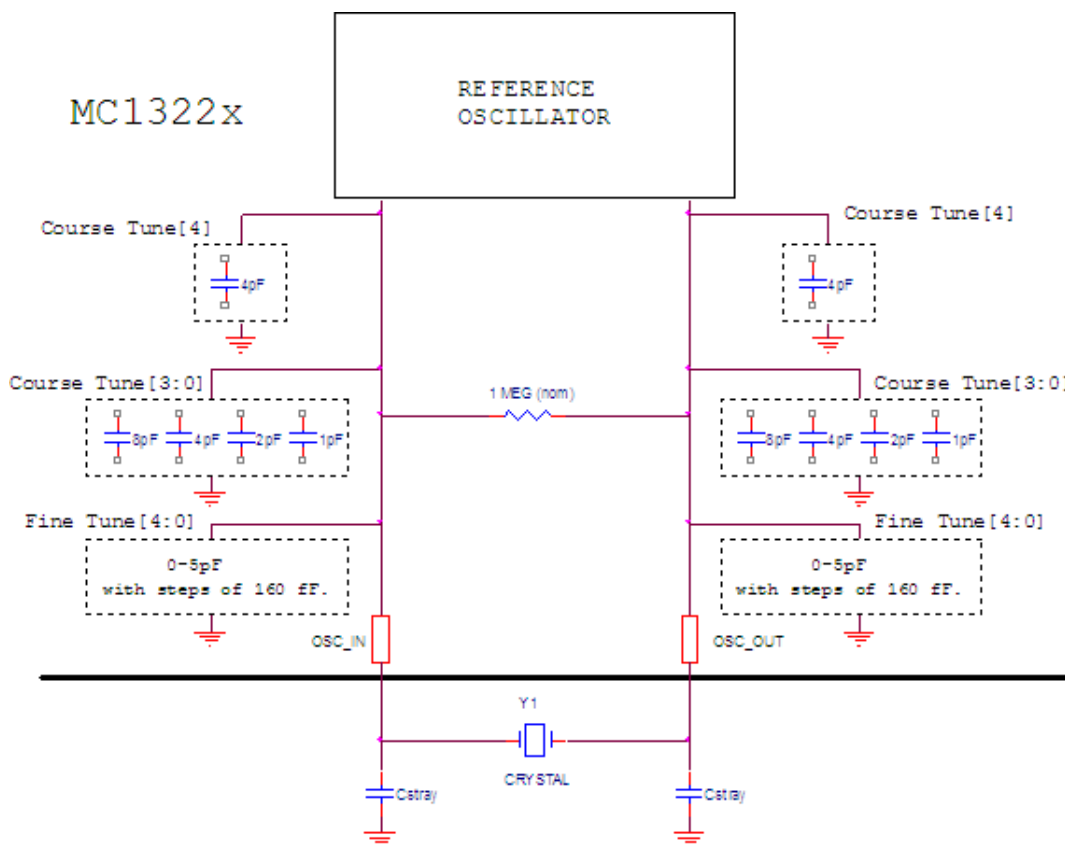 REFERENCE
OSCILLATOR
MC1322x
Course Tune[4]
Course Tune[4]
4pF
4pF
Course Tune[3:0]
1 MEG (nom)
Course Tune[3:0]
8pF 4pF 2pF 1pF
8pF 4pF 2pF 1pF
Fine Tune[4:0]
Fine Tune[4:0]
0-5pF
with steps of 160 fF.
0-5pF
with steps of 160 fF.
OSC_IN
OSC_OUT
Y1
CRYSTAL
Cstray
Cstray